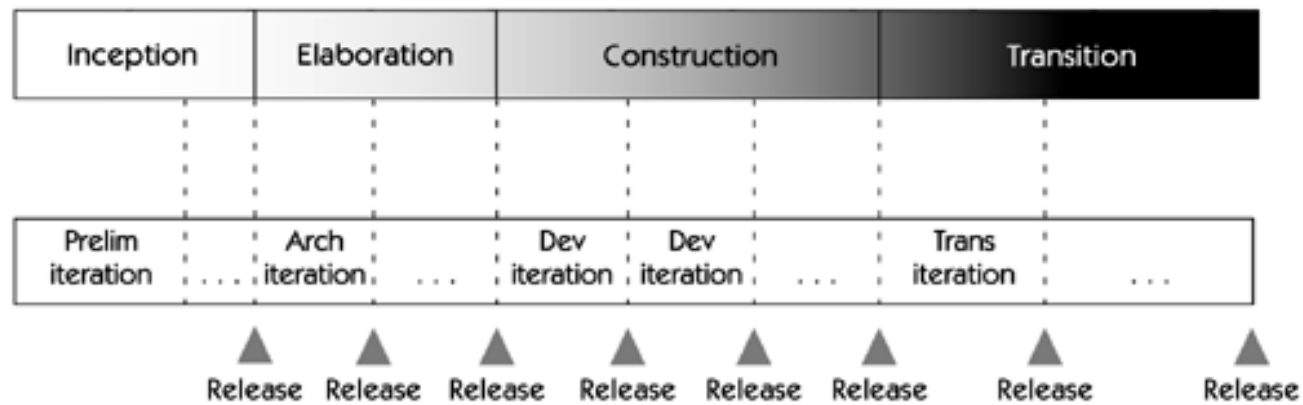 Inception Elaboration Construction Transition
Prelim Arch Dev Dev Trans
iteration ... iteration ... iteration iteration ... iteration ...
Release Release Release Release Release Release Release Release